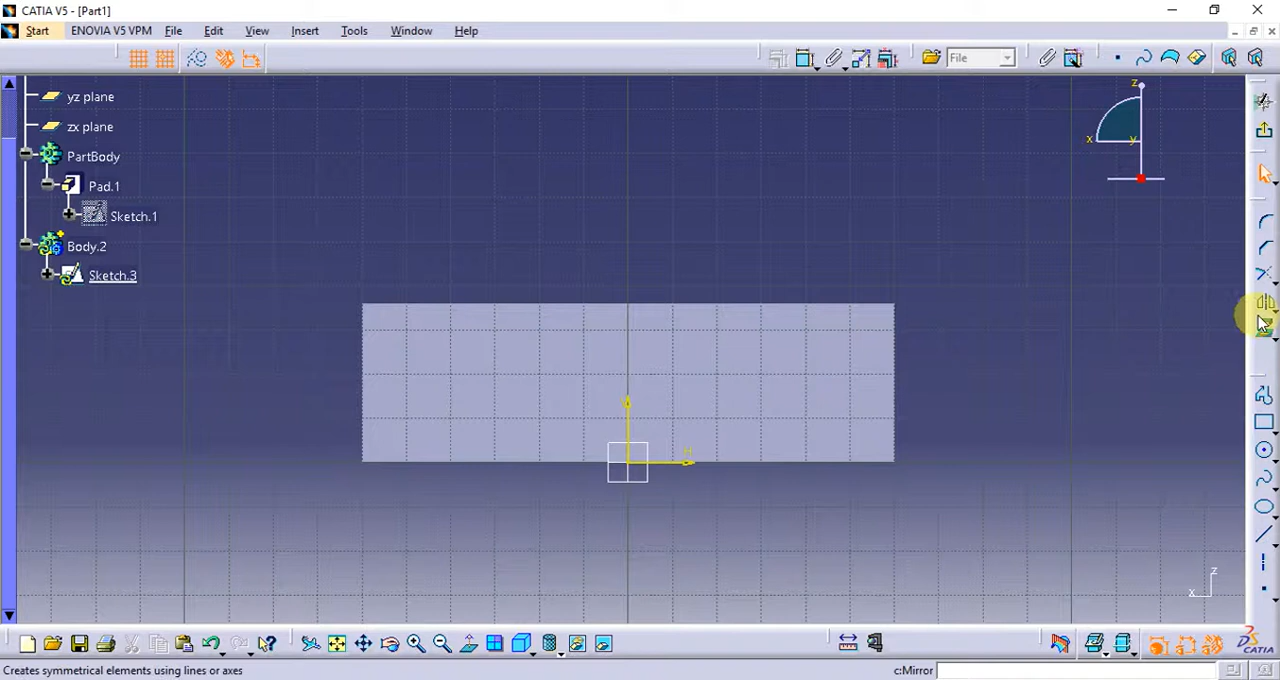 CATIA V5 - [Part1]
Start ENOVIA V5 VPM File Edit View Insert Tools Window Help
File
yz plane
zx plane
PartBody
Pad.1
Sketch.1
Body.2
Sketch.3
z
x
y
H
z
x
CATIA
Creates symmetrical elements using lines or axes
c:Mirror